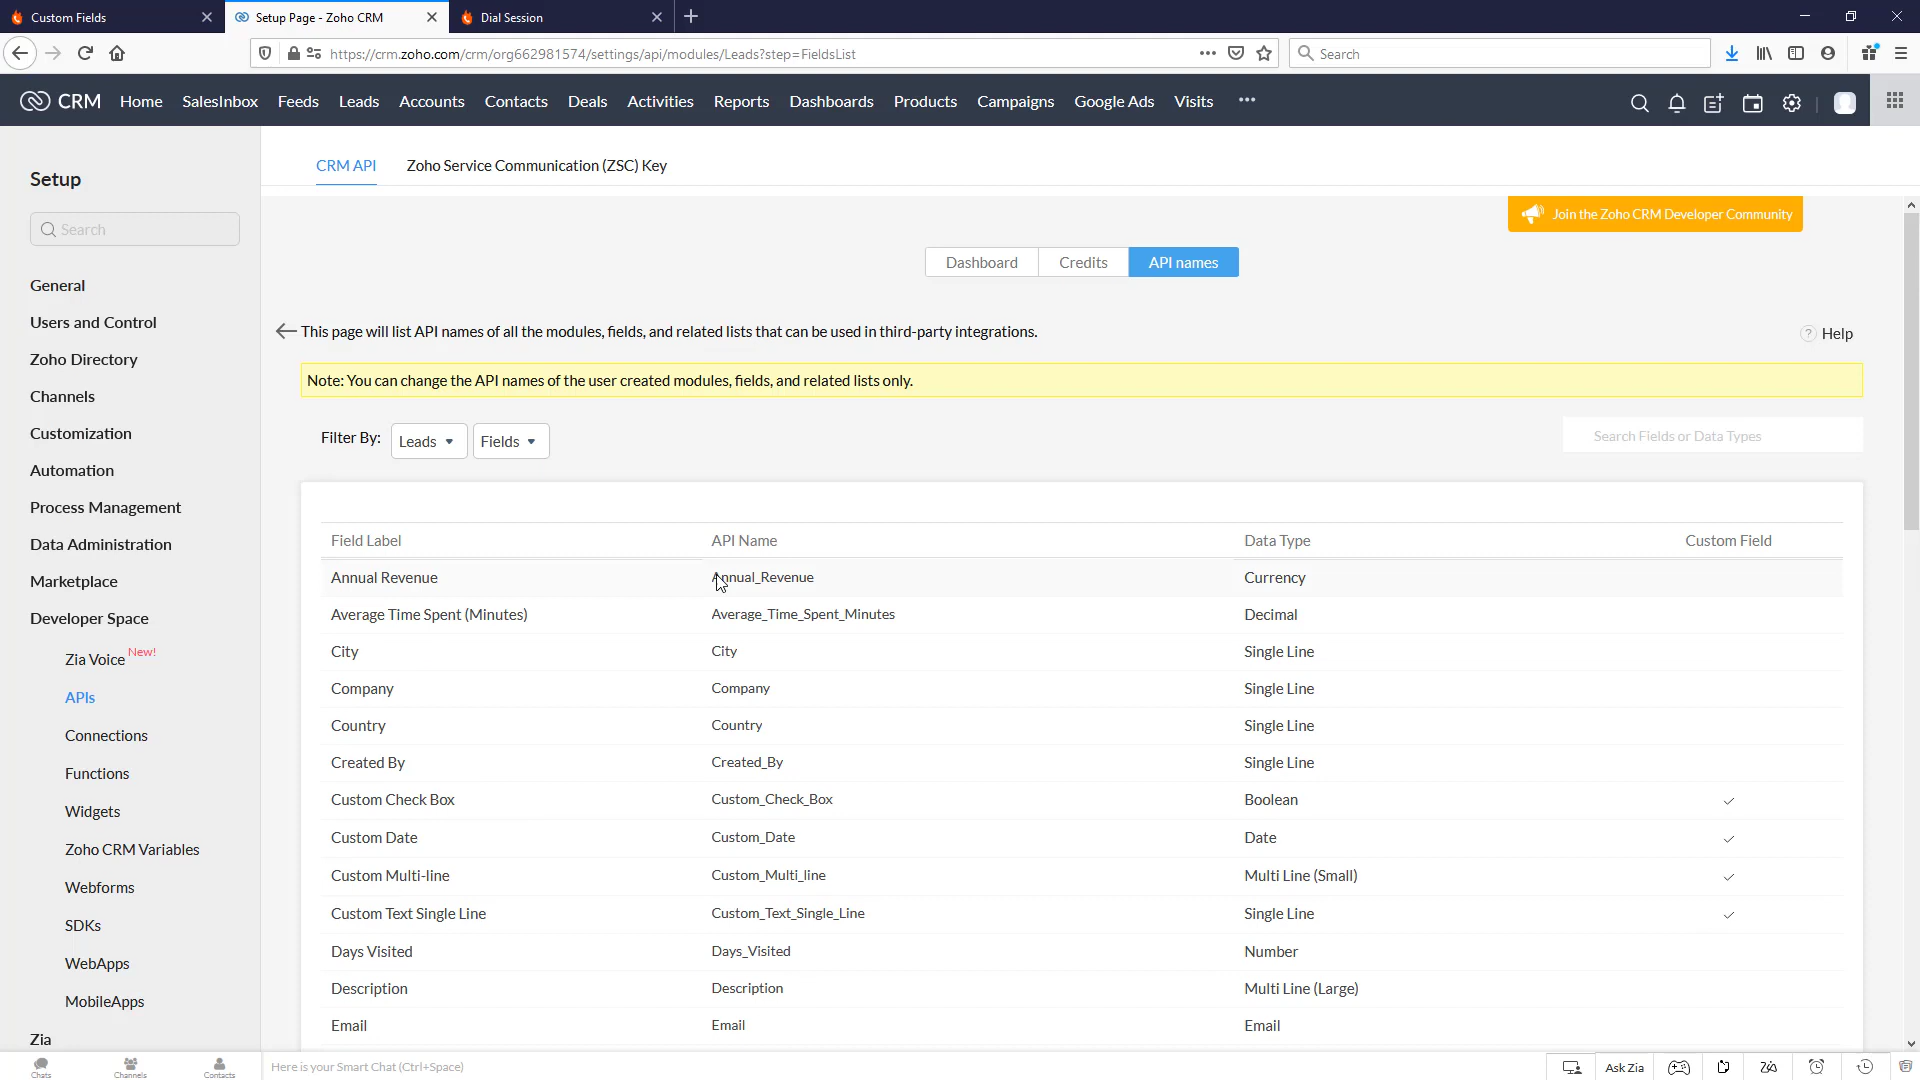 Custom Fields
Setup Page - Zoho CRM
Dial Session
https://crm.zoho.com/crm/org662981574/settings/api/modules/Leads?step=FieldsList
Search
CRM Home SalesInbox Feeds Leads Accounts Contacts Deals Activities Reports Dashboards Products Campaigns Google Ads Visits
CRM API Zoho Service Communication (ZSC) Key
Setup
Search
General
Users and Control
Zoho Directory
Channels
Customization
Automation
Process Management
Data Administration
Marketplace
Developer Space
Zia Voice New!
APIs
Connections
Functions
Widgets
Zoho CRM Variables
Webforms
SDKs
WebApps
MobileApps
Zia
Join the Zoho CRM Developer Community
Dashboard Credits API names
This page will list API names of all the modules, fields, and related lists that can be used in third-party integrations.
? Help
Note: You can change the API names of the user created modules, fields, and related lists only.
Filter By: Leads Fields
Search Fields or Data Types
Field Label API Name Data Type Custom Field
Annual Revenue Annual_Revenue Currency
Average Time Spent (Minutes) Average_Time_Spent_Minutes Decimal
City City Single Line
Company Company Single Line
Country Country Single Line
Created By Created_By Single Line
Custom Check Box Custom_Check_Box Boolean
Custom Date Custom_Date Date
Custom Multi-line Custom_Multi_line Multi Line (Small)
Custom Text Single Line Custom_Text_Single_Line Single Line
Days Visited Days_Visited Number
Description Description Multi Line (Large)
Email Email Email
Chats Channels Contacts
Here is your Smart Chat (Ctrl+Space)
Ask Zia